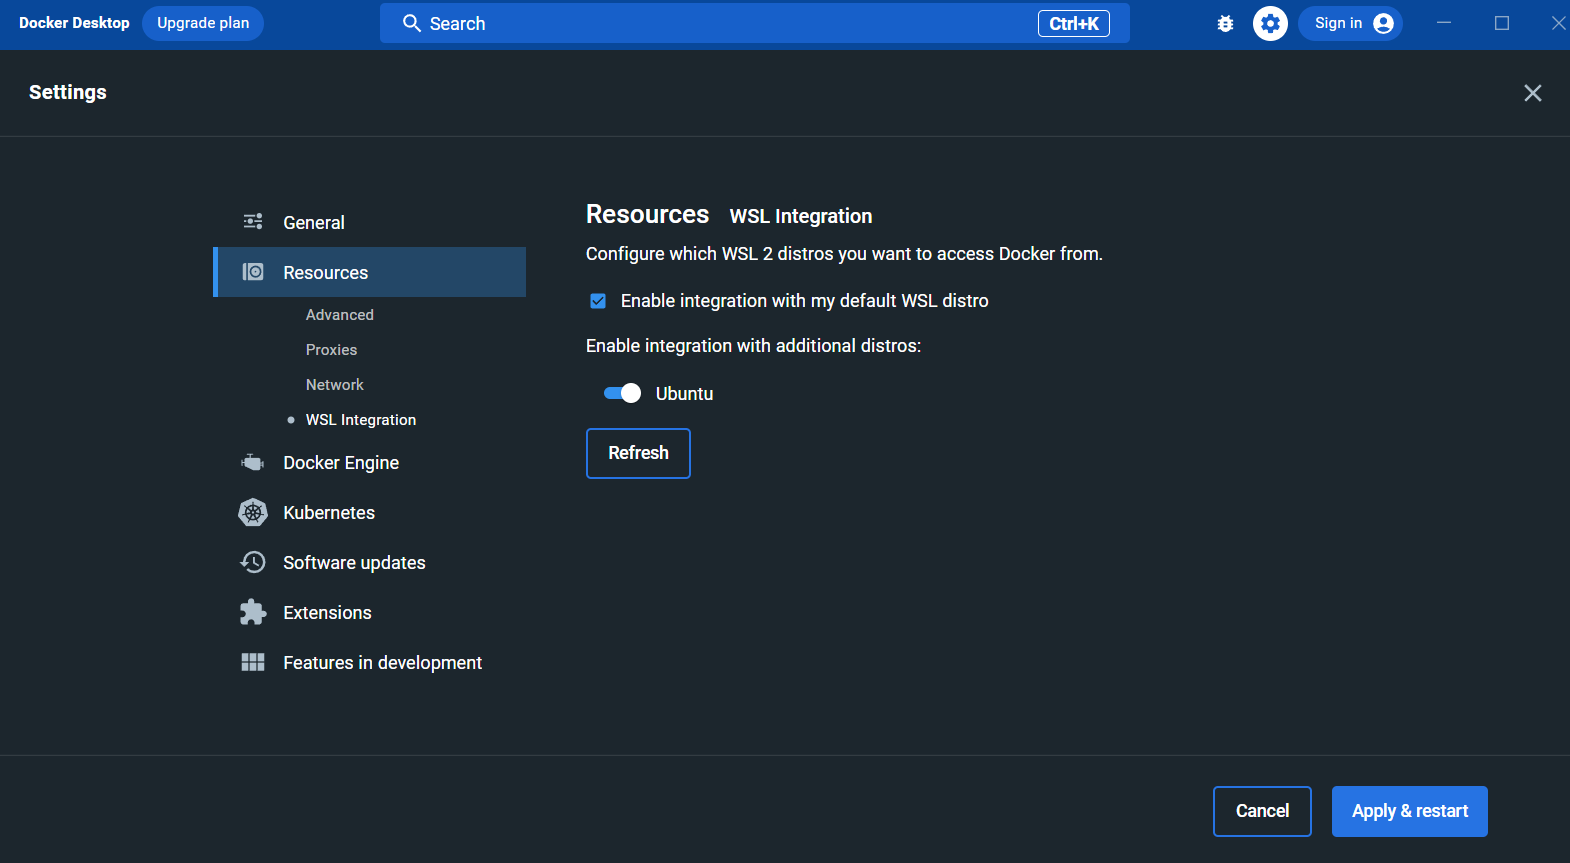 Docker Desktop Upgrade plan Search Ctrl+K Sign in
Settings
General
Resources
Advanced
Proxies
Network
WSL Integration
Docker Engine
Kubernetes
Software updates
Extensions
Features in development
Resources WSL Integration
Configure which WSL 2 distros you want to access Docker from.
Enable integration with my default WSL distro
Enable integration with additional distros:
Ubuntu
Refresh
Cancel Apply & restart